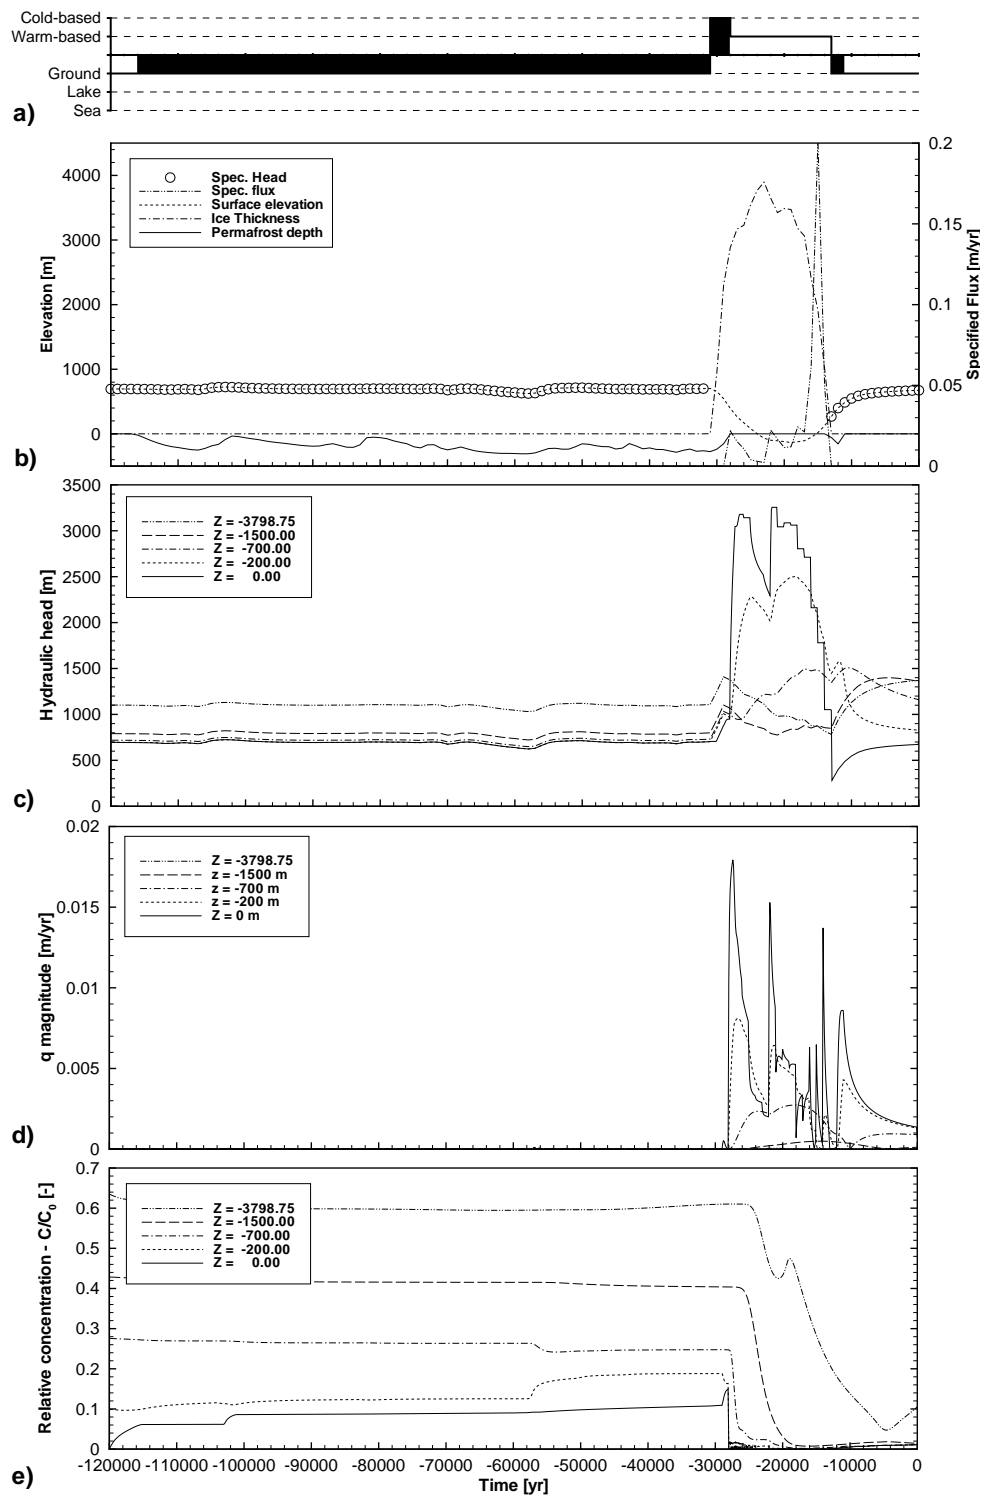 Cold-based
Warm-based
Ground
Lake
Sea
a)
4000
3000
2000
1000
0
Elevation [m]
0.2
0.15
0.1
0.05
0
Specified Flux [m/yr]
Spec. Head
Spec. flux
Surface elevation
Ice Thickness
Permafrost depth
b)
3500
3000
2500
2000
1500
1000
500
0
Hydraulic head [m]
Z = -3798.75
Z = -1500.00
Z = -700.00
Z = -200.00
Z = 0.00
c)
0.02
0.015
0.01
0.005
0
q magnitude [m/yr]
Z = -3798.75
z = -1500 m
z = -700 m
z = -200 m
Z = 0 m
d)
0.7
0.6
0.5
0.4
0.3
0.2
0.1
0
Relative concentration - C/C0 [-]
Z = -3798.75
Z = -1500.00
Z = -700.00
Z = -200.00
Z = 0.00
e)
-120000 -110000 -100000 -90000 -80000 -70000 -60000 -50000 -40000 -30000 -20000 -10000 0
Time [yr]